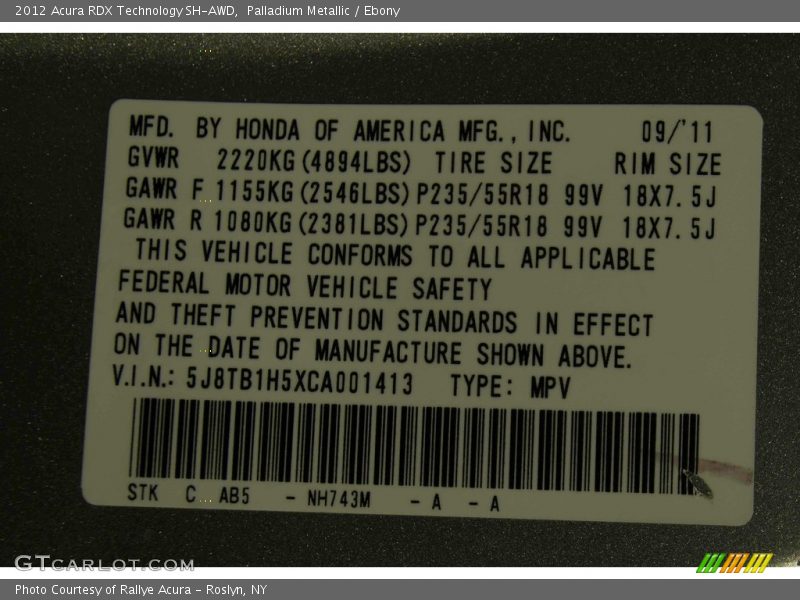 2012 Acura RDX Technology SH-AWD, Palladium Metallic / Ebony
MFD. BY HONDA OF AMERICA MFG., INC. 09/'11
GVWR 2220KG(4894LBS) TIRE SIZE RIM SIZE
GAWR F 1155KG(2546LBS) P235/55R18 99V 18X7.5J
GAWR R 1080KG(2381LBS) P235/55R18 99V 18X7.5J
THIS VEHICLE CONFORMS TO ALL APPLICABLE
FEDERAL MOTOR VEHICLE SAFETY
AND THEFT PREVENTION STANDARDS IN EFFECT
ON THE DATE OF MANUFACTURE SHOWN ABOVE.
V.I.N.: 5J8TB1H5XCA001413 TYPE: MPV
STK C AB5 - NH743M - A - A
GTCARLOT.COM
Photo Courtesy of Rallye Acura - Roslyn, NY